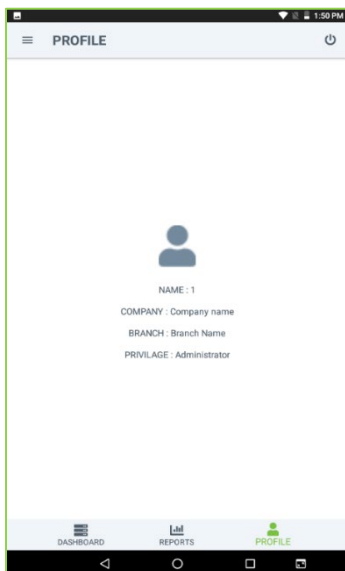 1:50 PM
PROFILE
NAME : 1
COMPANY : Company name
BRANCH : Branch Name
PRIVILAGE : Administrator
DASHBOARD
REPORTS
PROFILE